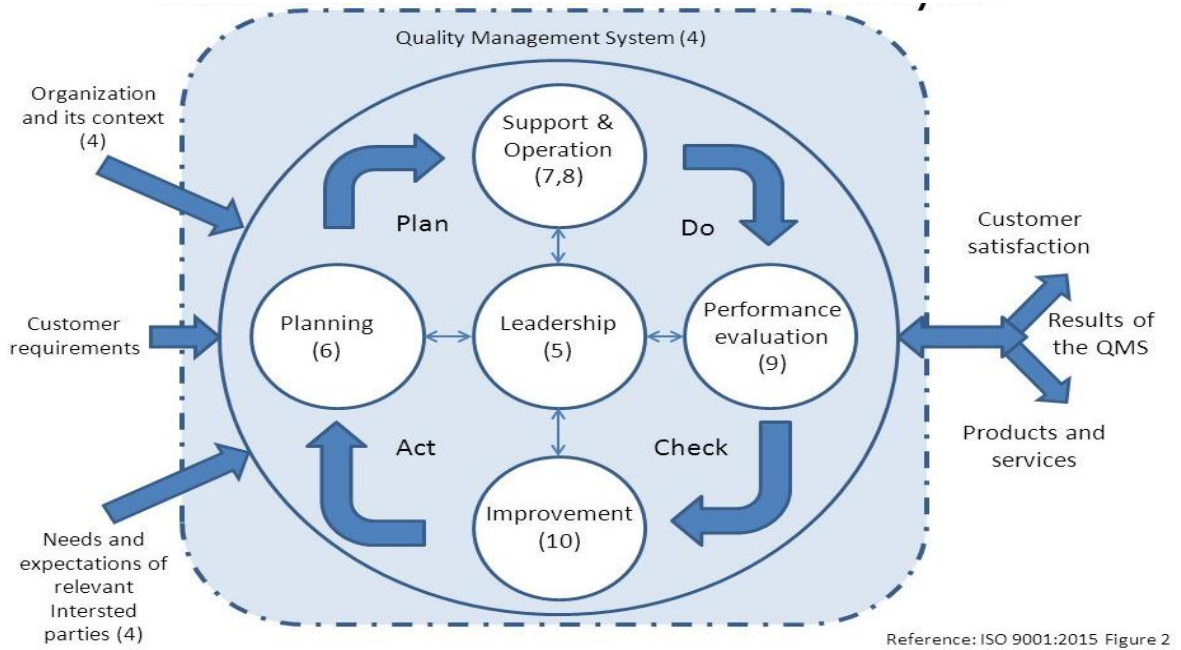 Quality Management System (4)
Organization
and its context
(4)
Support &
Operation
(7,8)
Plan
Do
Customer
satisfaction
Customer
requirements
Planning
(6)
Leadership
(5)
Performance
evaluation
(9)
Results of
the QMS
Act
Check
Products and
services
Improvement
(10)
Needs and
expectations of
relevant
Intersted
parties (4)
Reference: ISO 9001:2015 Figure 2